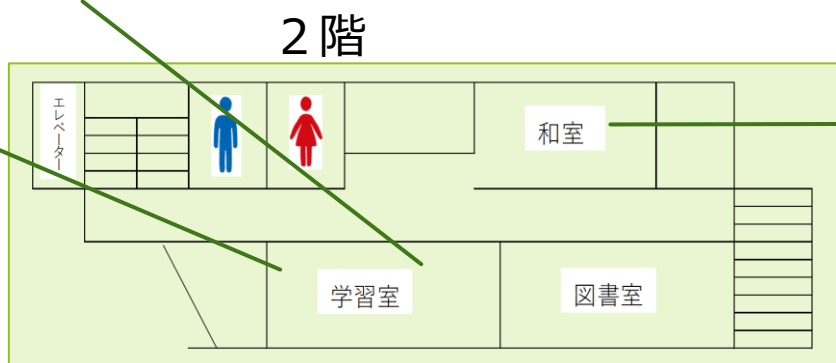 ２階
エレベーター
和室
学習室
図書室